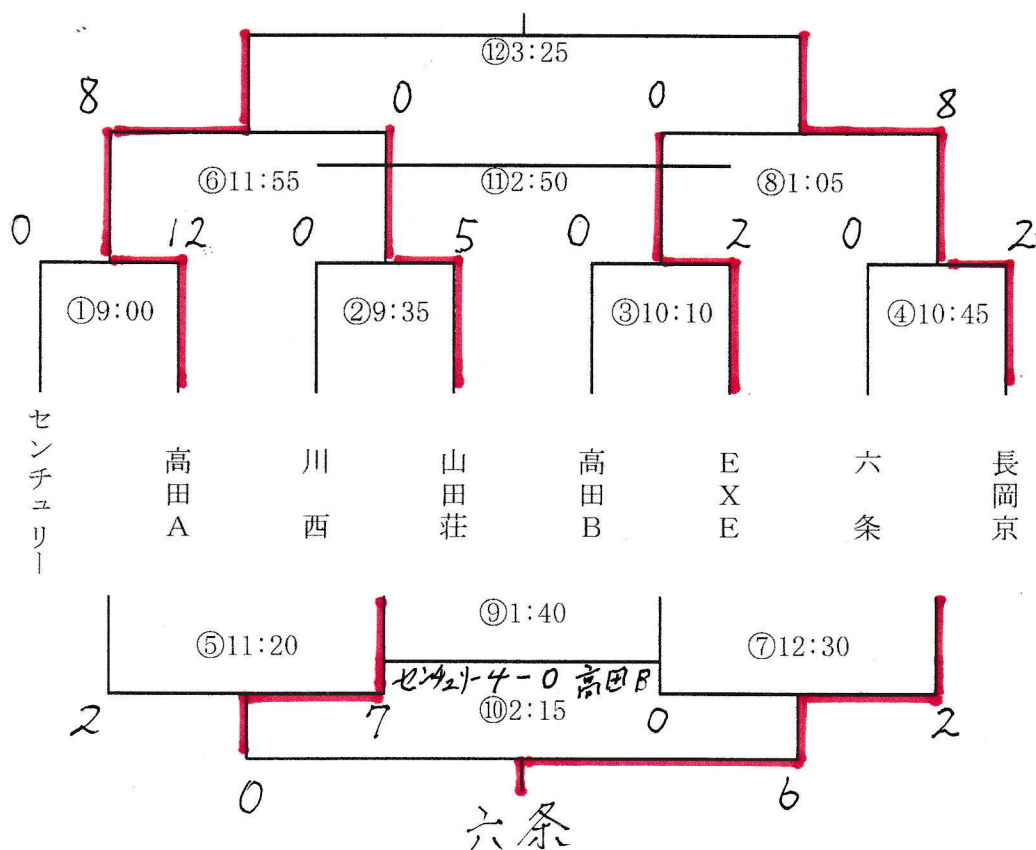 ⑫3:25
8 0 0 8
⑥11:55 ⑪2:50 ⑧1:05
0 12 0 5 0 2 0 2
①9:00 ②9:35 ③10:10 ④10:45
センチュリー
高田A
川西
山田荘
高田B
EXE
六条
長岡京
⑤11:20 ⑨1:40 ⑦12:30
センチュリー4-0 高田B
2 7 ⑩2:15 0 2
0 6
六条